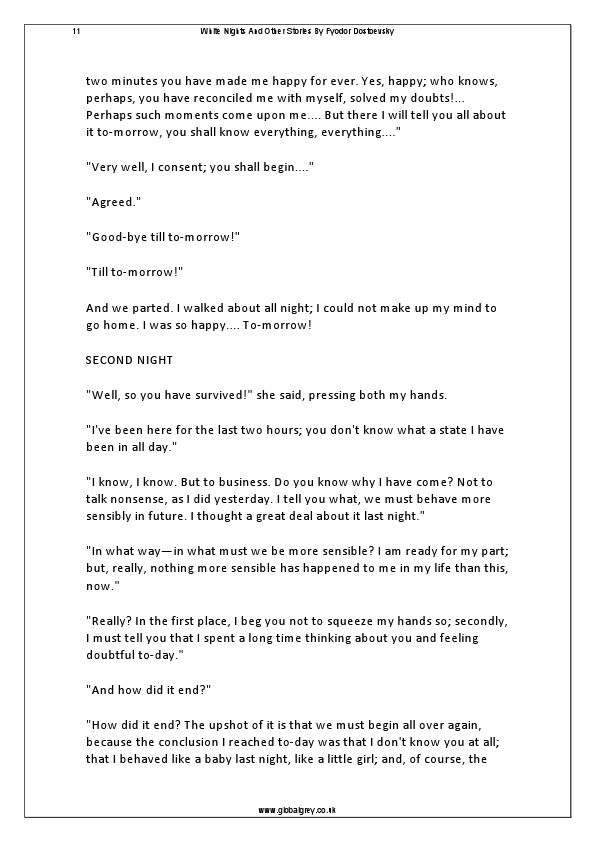 11
White Nights And Other Stories By Fyodor Dostoevsky
two minutes you have made me happy for ever. Yes, happy; who knows,
perhaps, you have reconciled me with myself, solved my doubts!...
Perhaps such moments come upon me.... But there I will tell you all about
it to-morrow, you shall know everything, everything...."
"Very well, I consent; you shall begin...."
"Agreed."
"Good-bye till to-morrow!"
"Till to-morrow!"
And we parted. I walked about all night; I could not make up my mind to
go home. I was so happy.... To-morrow!
SECOND NIGHT
"Well, so you have survived!" she said, pressing both my hands.
"I've been here for the last two hours; you don't know what a state I have
been in all day."
"I know, I know. But to business. Do you know why I have come? Not to
talk nonsense, as I did yesterday. I tell you what, we must behave more
sensibly in future. I thought a great deal about it last night."
"In what way—in what must we be more sensible? I am ready for my part;
but, really, nothing more sensible has happened to me in my life than this,
now."
"Really? In the first place, I beg you not to squeeze my hands so; secondly,
I must tell you that I spent a long time thinking about you and feeling
doubtful to-day."
"And how did it end?"
"How did it end? The upshot of it is that we must begin all over again,
because the conclusion I reached to-day was that I don't know you at all;
that I behaved like a baby last night, like a little girl; and, of course, the
www.globalgrey.co.uk